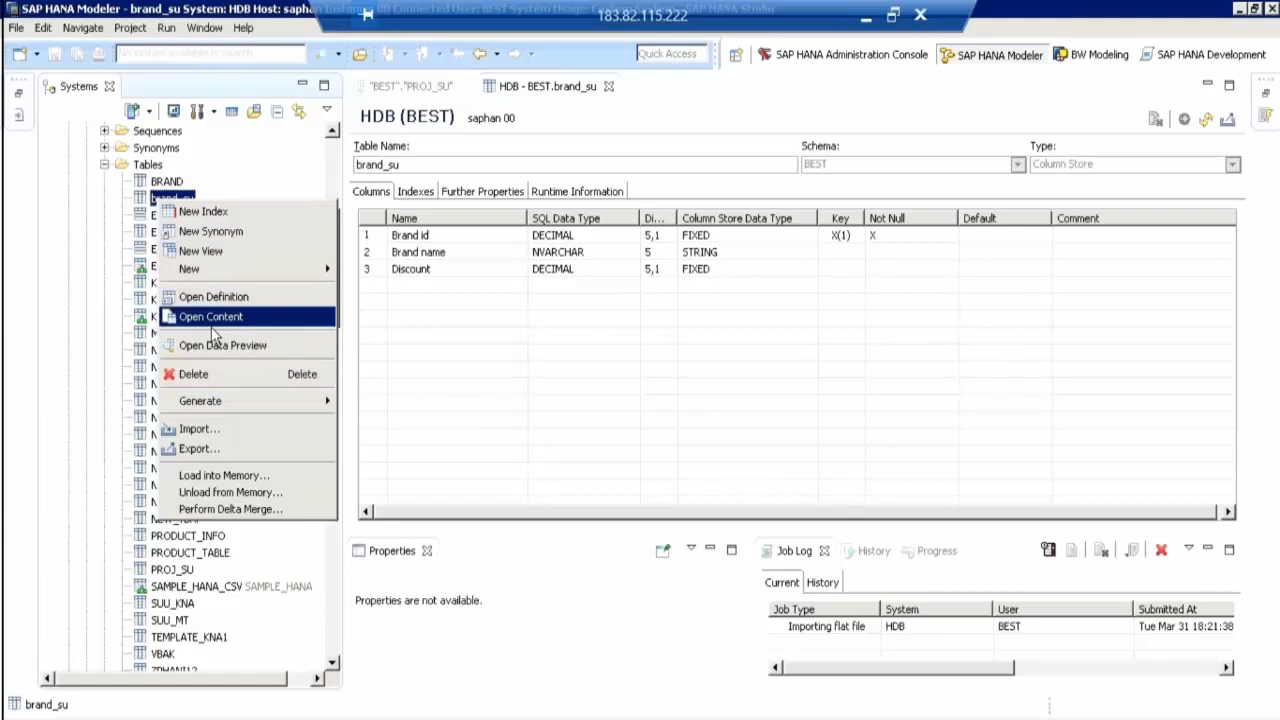 SAP HANA Modeler - brand_su System: HDB Host: saphan
183.82.115.222
File Edit Navigate Project Run Window Help
Quick Access
SAP HANA Administration Console
SAP HANA Modeler
BW Modeling
SAP HANA Development
Systems
"BEST"."PROJ_SU"
HDB - BEST.brand_su
HDB (BEST) saphan 00
Table Name:
brand_su
Schema:
BEST
Type:
Column Store
Columns Indexes Further Properties Runtime Information
Name SQL Data Type Di... Column Store Data Type Key Not Null Default Comment
1 Brand id DECIMAL 5,1 FIXED X(1) X
2 Brand name NVARCHAR 5 STRING
3 Discount DECIMAL 5,1 FIXED
Sequences
Synonyms
Tables
BRAND
New Index
New Synonym
New View
New
Open Definition
Open Content
Open Data Preview
Delete Delete
Generate
Import...
Export...
Load into Memory...
Unload from Memory...
Perform Delta Merge...
PRODUCT_INFO
PRODUCT_TABLE
PROJ_SU
SAMPLE_HANA_CSV SAMPLE_HANA
SUU_KNA
SUU_MT
TEMPLATE_KNA1
VBAK
Properties
Properties are not available.
Job Log History Progress
Current History
Job Type System User Submitted At
Importing flat file HDB BEST Tue Mar 31 18:21:38
brand_su